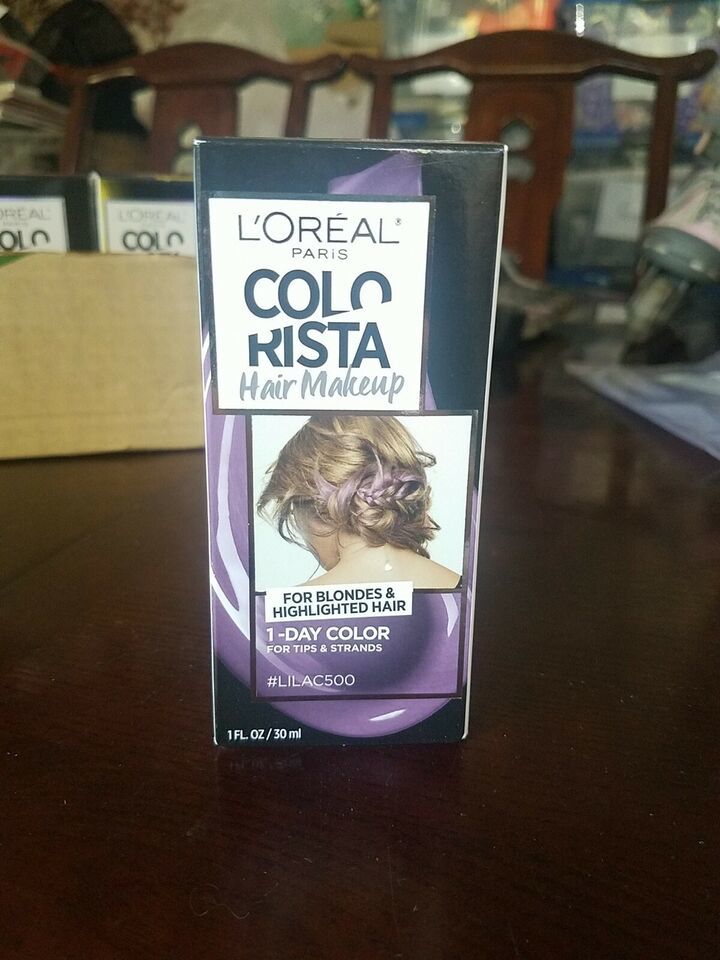 L'ORÉAL®
PARIS
COLO
RISTA
Hair Makeup
FOR BLONDES &
HIGHLIGHTED HAIR
1-DAY COLOR
FOR TIPS & STRANDS
#LILAC500
1 FL. OZ / 30 ml
ORÉAL
OLO
L'ORÉAL
COLO